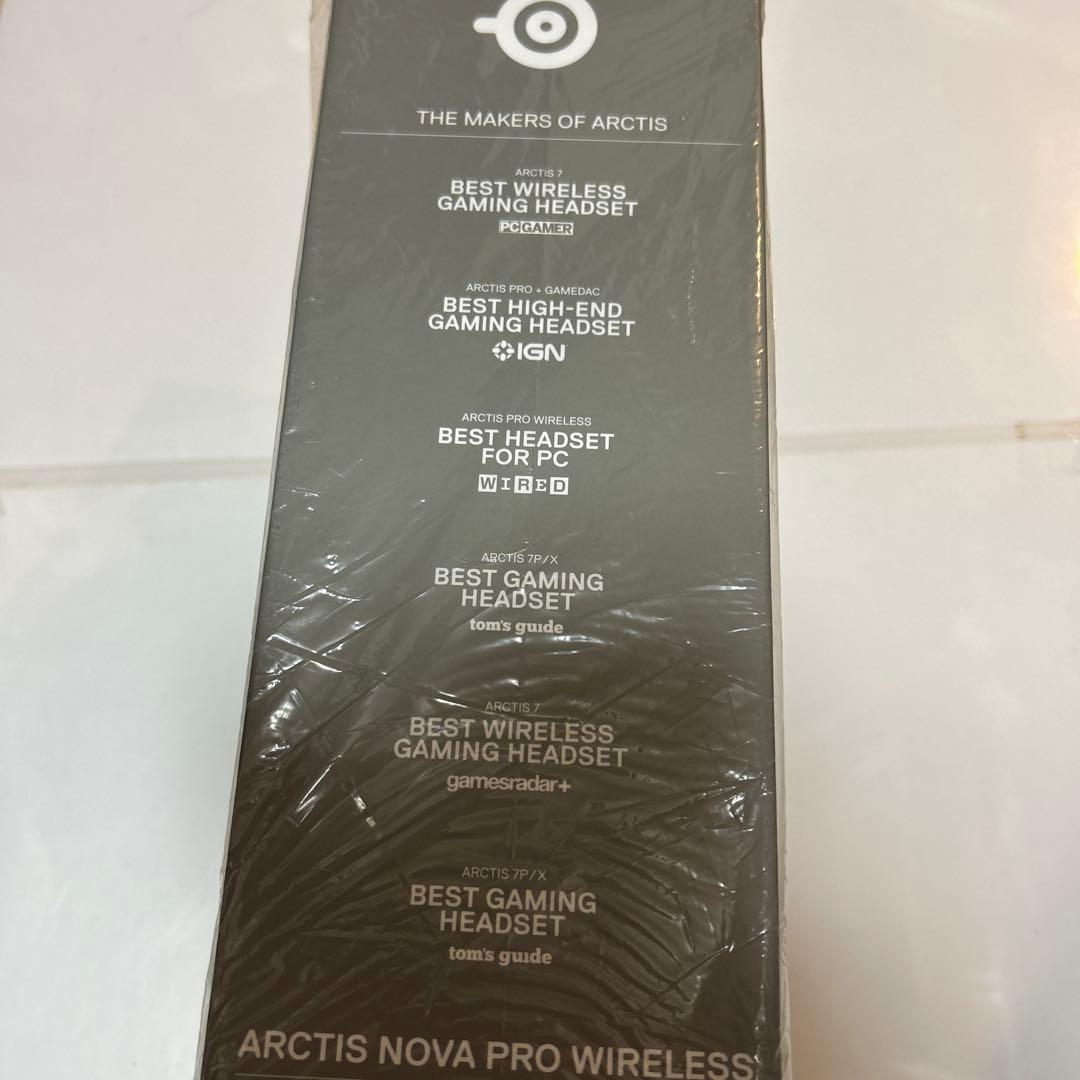 THE MAKERS OF ARCTIS
ARCTIS 7
BEST WIRELESS
GAMING HEADSET
PC GAMER
ARCTIS PRO + GAMEDAC
BEST HIGH-END
GAMING HEADSET
IGN
ARCTIS PRO WIRELESS
BEST HEADSET
FOR PC
WIRED
ARCTIS 7P/X
BEST GAMING
HEADSET
tom's guide
ARCTIS 7
BEST WIRELESS
GAMING HEADSET
gamesradar+
ARCTIS 7P/X
BEST GAMING
HEADSET
tom's guide
ARCTIS NOVA PRO WIRELESS